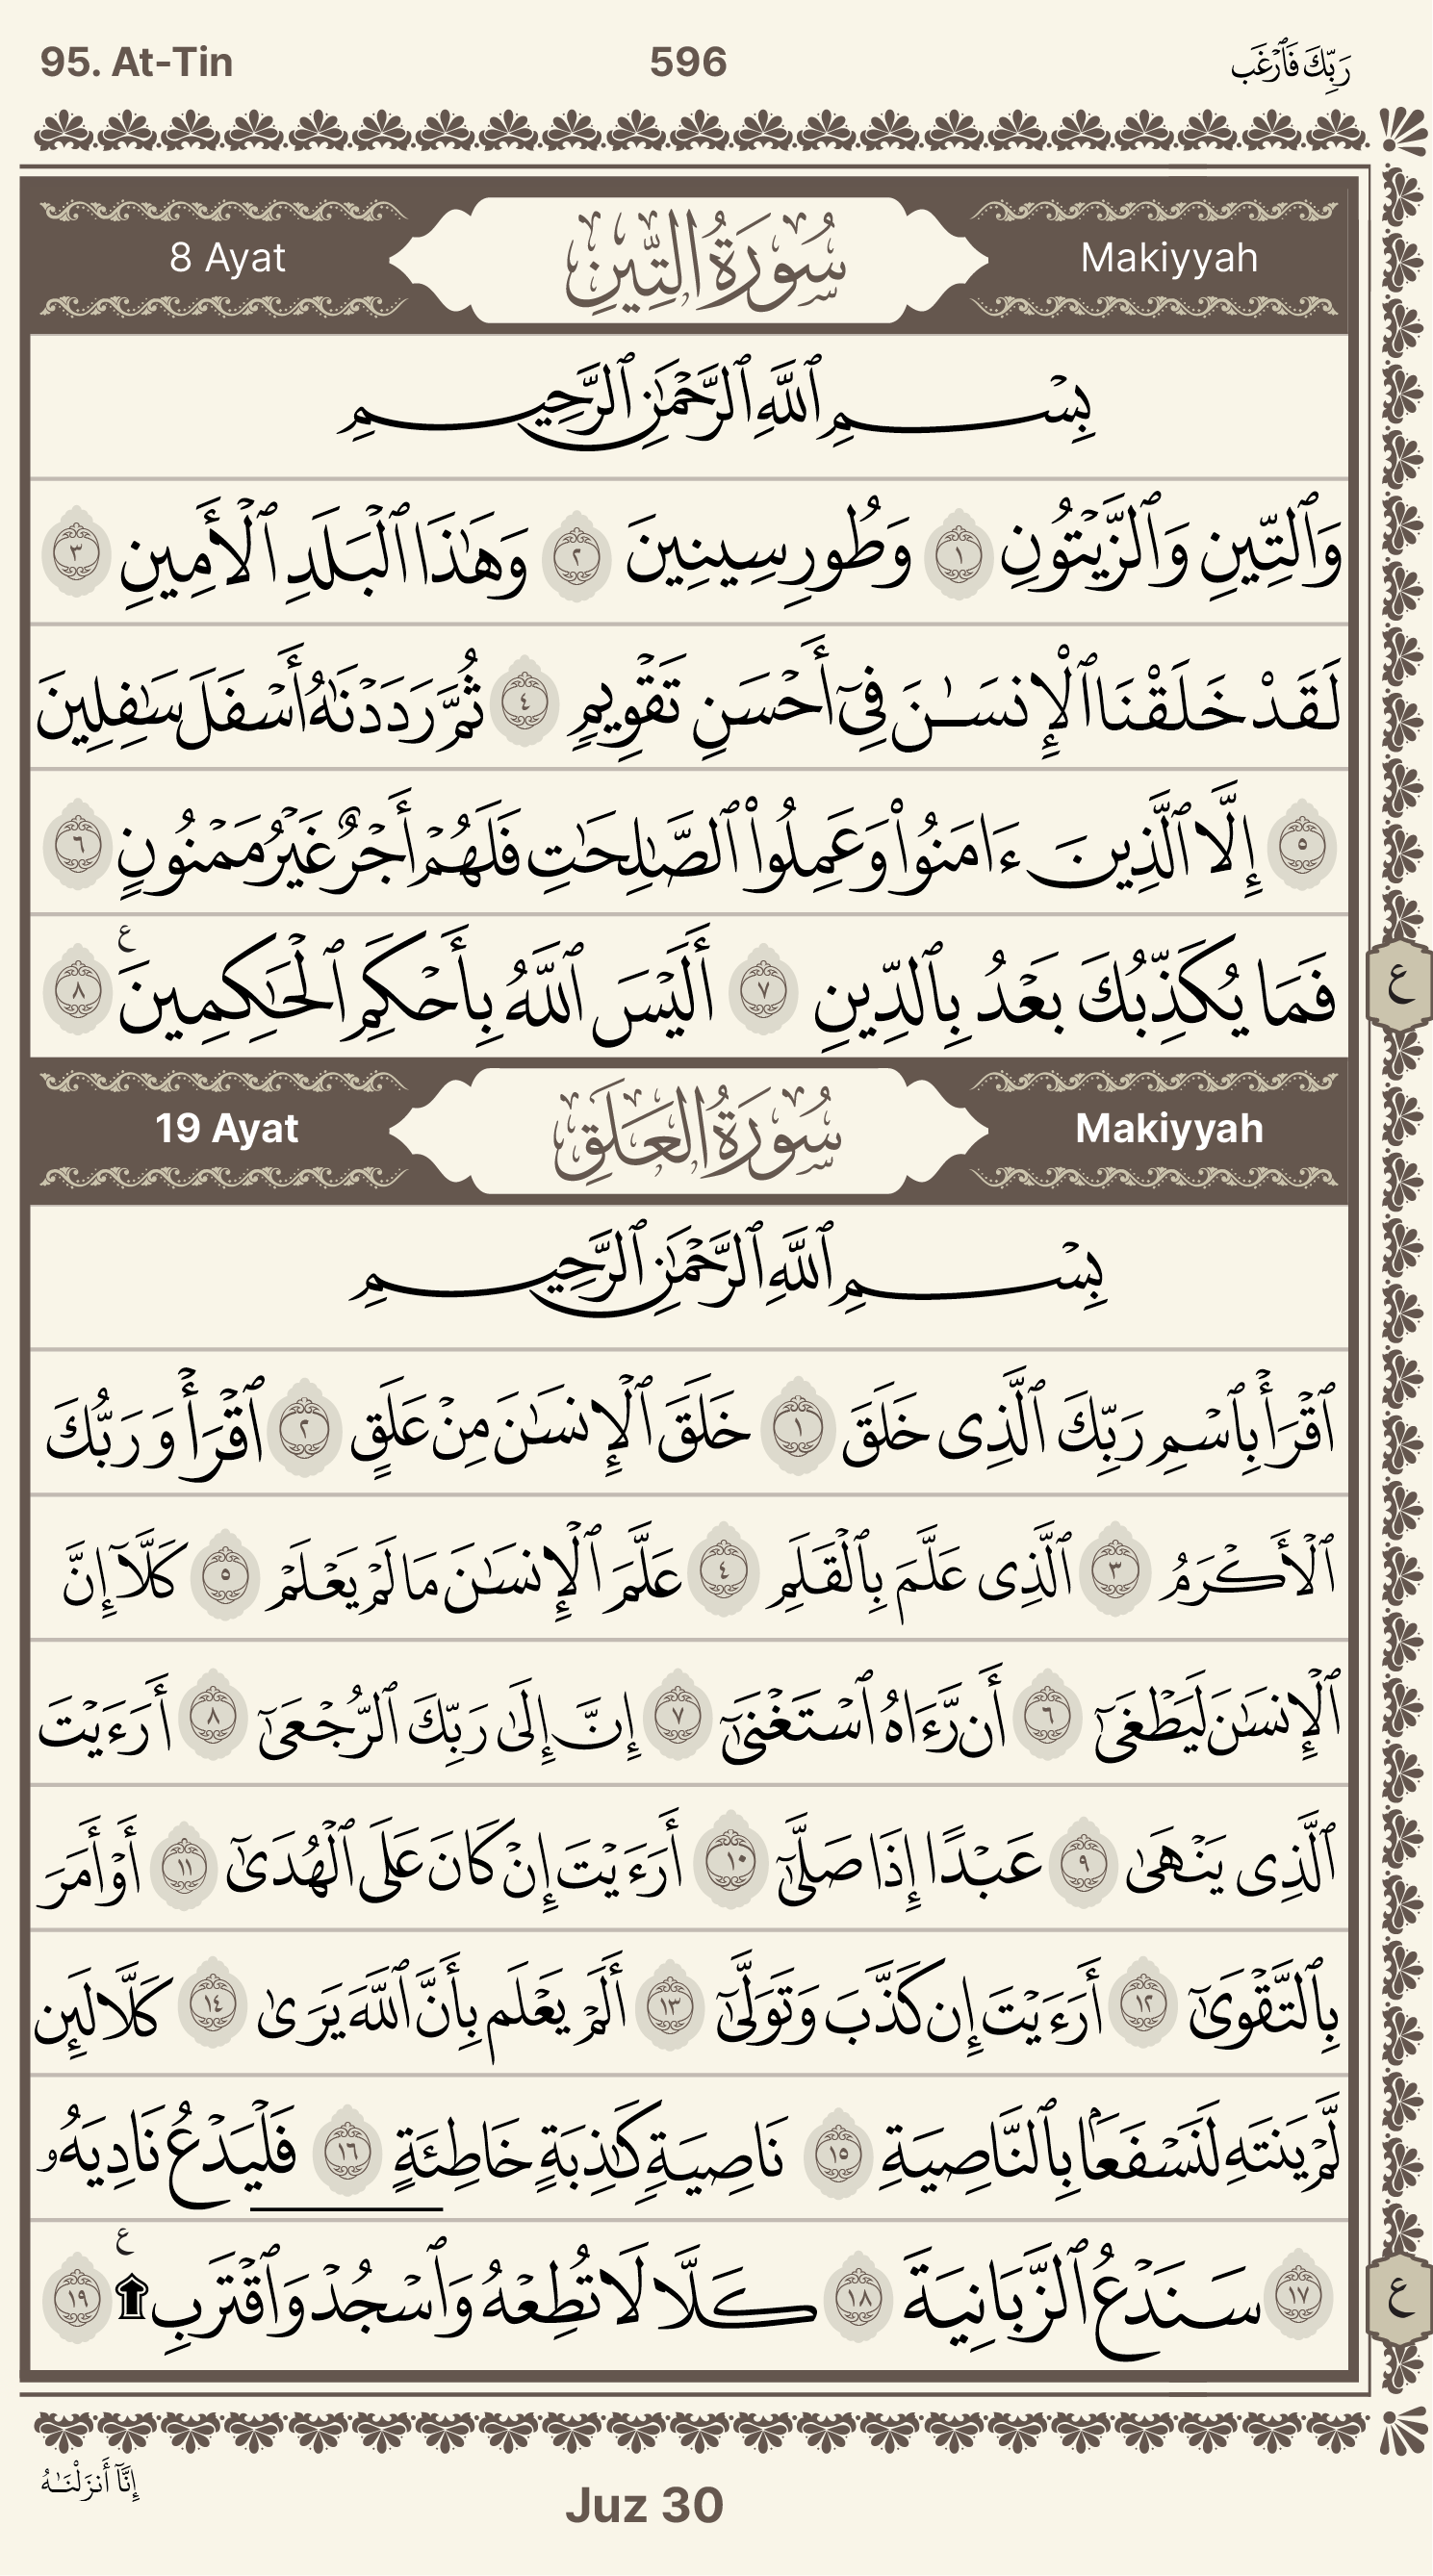 95. At-Tin 596 رَبِّكَ فَٱرۡغَب
8 Ayat سُورَةُ التِّينِ Makiyyah
بِسۡمِ ٱللَّهِ ٱلرَّحۡمَٰنِ ٱلرَّحِيمِ
وَٱلتِّينِ وَٱلزَّيۡتُونِ ١ وَطُورِ سِينِينَ ٢ وَهَٰذَا ٱلۡبَلَدِ ٱلۡأَمِينِ ٣
لَقَدۡ خَلَقۡنَا ٱلۡإِنسَـٰنَ فِىٓ أَحۡسَنِ تَقۡوِيمٍ ٤ ثُمَّ رَدَدۡنَٰهُ أَسۡفَلَ سَٰفِلِينَ
٥ إِلَّا ٱلَّذِينَ ءَامَنُواْ وَعَمِلُواْ ٱلصَّٰلِحَٰتِ فَلَهُمۡ أَجۡرٌ غَيۡرُ مَمۡنُونٍ ٦
فَمَا يُكَذِّبُكَ بَعۡدُ بِٱلدِّينِ ٧ أَلَيۡسَ ٱللَّهُ بِأَحۡكَمِ ٱلۡحَٰكِمِينَ ۧع ٨
ع
19 Ayat سُورَةُ العَلَقِ Makiyyah
بِسۡمِ ٱللَّهِ ٱلرَّحۡمَٰنِ ٱلرَّحِيمِ
ٱقۡرَأۡ بِٱسۡمِ رَبِّكَ ٱلَّذِى خَلَقَ ١ خَلَقَ ٱلۡإِنسَٰنَ مِنۡ عَلَقٍ ٢ ٱقۡرَأۡ وَرَبُّكَ
ٱلۡأَكۡرَمُ ٣ ٱلَّذِى عَلَّمَ بِٱلۡقَلَمِ ٤ عَلَّمَ ٱلۡإِنسَٰنَ مَا لَمۡ يَعۡلَمۡ ٥ كَلَّآ إِنَّ
ٱلۡإِنسَٰنَ لَيَطۡغَىٰٓ ٦ أَن رَّءَاهُ ٱسۡتَغۡنَىٰٓ ٧ إِنَّ إِلَىٰ رَبِّكَ ٱلرُّجۡعَىٰٓ ٨ أَرَءَيۡتَ
ٱلَّذِى يَنۡهَىٰ ٩ عَبۡدًا إِذَا صَلَّىٰٓ ١٠ أَرَءَيۡتَ إِنۡ كَانَ عَلَى ٱلۡهُدَىٰٓ ١١ أَوۡ أَمَرَ
بِٱلتَّقۡوَىٰٓ ١٢ أَرَءَيۡتَ إِن كَذَّبَ وَتَوَلَّىٰٓ ١٣ أَلَمۡ يَعۡلَم بِأَنَّ ٱللَّهَ يَرَىٰ ١٤ كَلَّا لَئِن
لَّمۡ يَنتَهِ لَنَسۡفَعَۢا بِٱلنَّاصِيَةِ ١٥ نَاصِيَةٍ كَٰذِبَةٍ خَاطِئَةٍ ١٦ فَلۡيَدۡعُ نَادِيَهُۥ
١٧ سَنَدۡعُ ٱلزَّبَانِيَةَ ١٨ كَلَّا لَا تُطِعۡهُ وَٱسۡجُدۡ وَٱقۡتَرِب ۩ ع ١٩
ع
إِنَّآ أَنزَلۡنَٰهُ
Juz 30